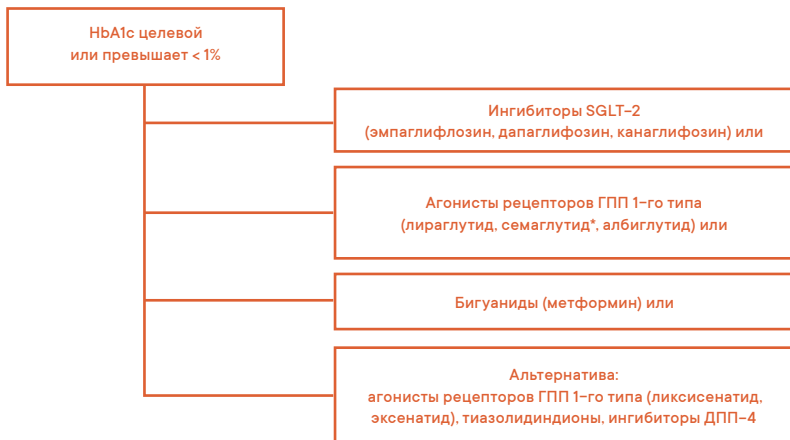 HbA1c целевой
или превышает < 1%
Ингибиторы SGLT-2
(эмпаглифлозин, дапаглифозин, канаглифозин) или
Агонисты рецепторов ГПП 1-го типа
(лираглутид, семаглутид*, албиглутид) или
Бигуаниды (метформин) или
Альтернатива:
агонисты рецепторов ГПП 1-го типа (ликсисенатид,
эксенатид), тиазолидиндионы, ингибиторы ДПП-4